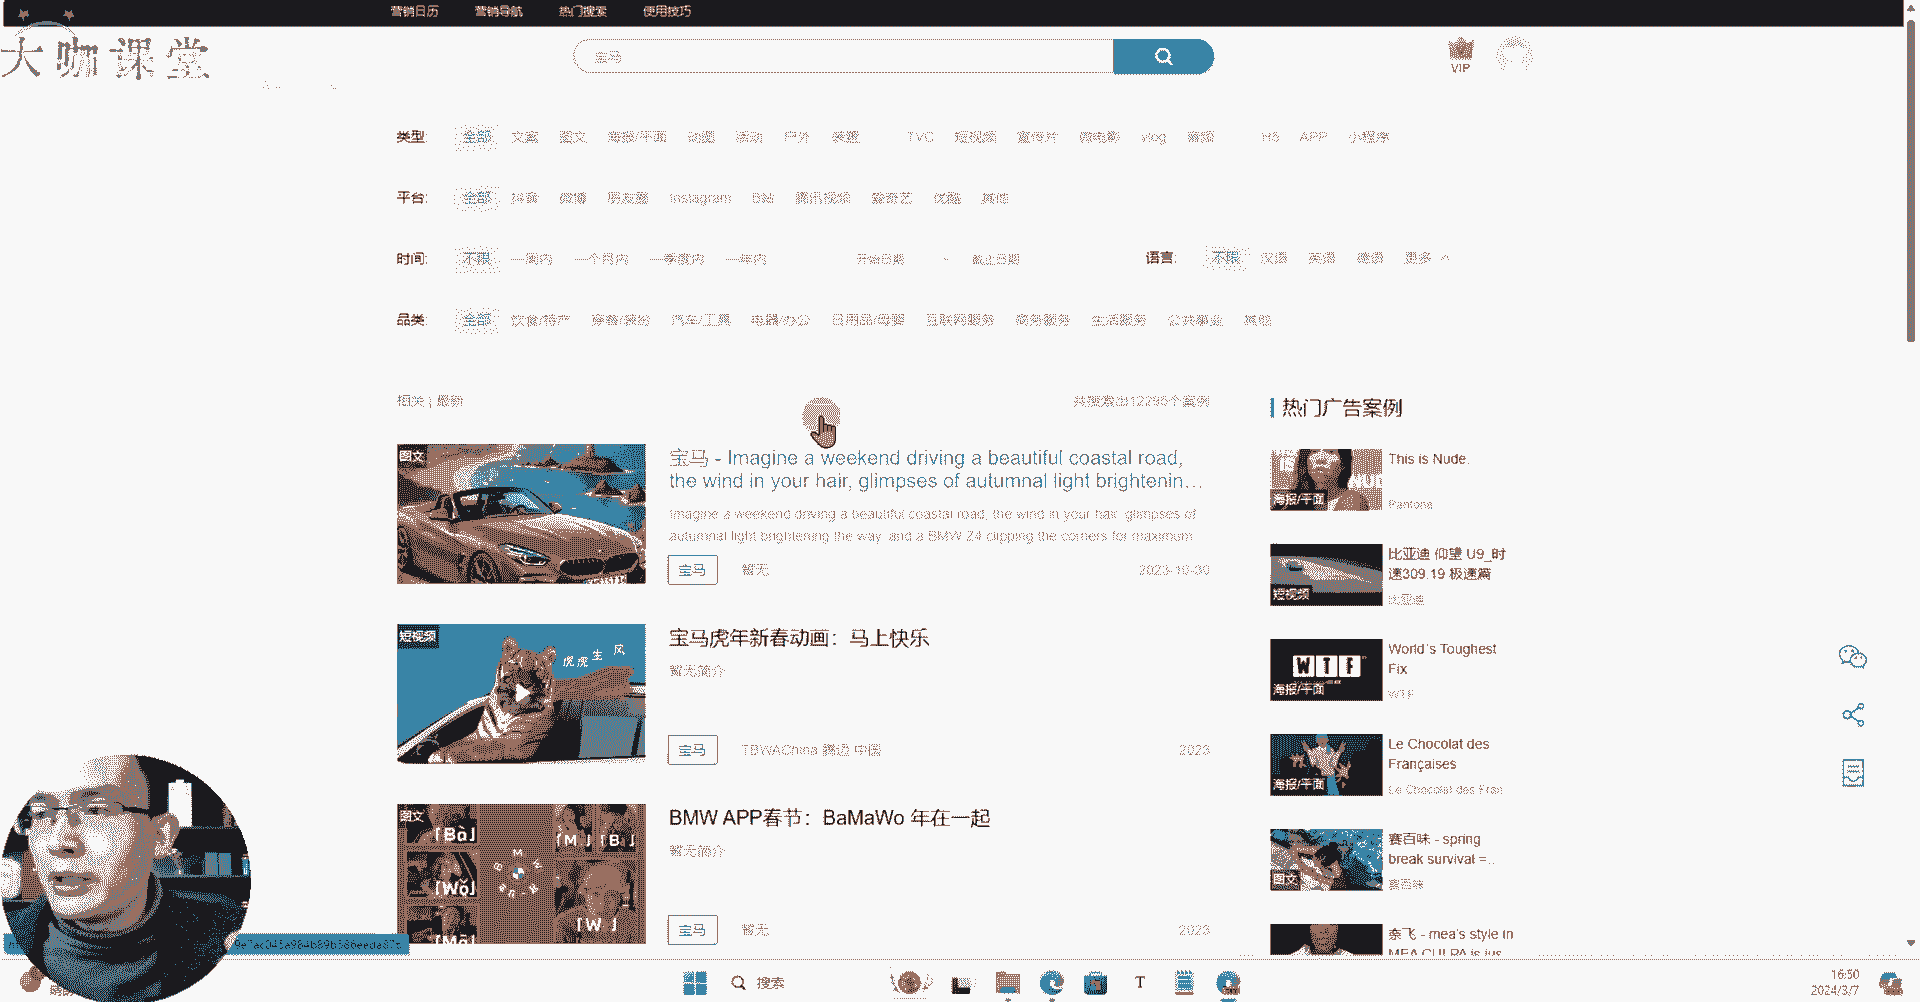 营销日历 营销导航 热门搜索 使用技巧
大咖课堂
宝马
VIP
类型: 全部 文案 图文 海报/平面 动图 活动 户外 装置 TVC 短视频 宣传片 微电影 vlog 音频 H5 APP 小程序
平台: 全部 抖音 微博 朋友圈 Instagram B站 腾讯视频 爱奇艺 优酷 其他
时间: 不限 一周内 一个月内 一季度内 一年内 开始日期 - 截止日期
语言: 不限 汉语 英语 德语 更多
品类: 全部 饮食/特产 穿着/美妆 汽车/工具 电器/办公 日用品/母婴 互联网服务 商务服务 生活服务 公共事业 其他
相关 | 最新
共搜索出12295个案例
图文
宝马 - Imagine a weekend driving a beautiful coastal road,
the wind in your hair, glimpses of autumnal light brightenin...
Imagine a weekend driving a beautiful coastal road, the wind in your hair, glimpses of
autumnal light brightening the way, and a BMW Z4 clipping the corners for maximum
宝马 暂无 2023-10-30
短视频
虎虎生风
宝马虎年新春动画：马上快乐
暂无简介
宝马 TBWAChina 腾迈 中国 2023
图文
「Bǎ」
「M」「B」
「Wǒ」
「W」
BMW APP春节：BaMaWo 年在一起
暂无简介
宝马 暂无 2023
热门广告案例
海报/平面
This is Nude.
Pantone
短视频
比亚迪 仰望 U9_时
速309.19 极速篇
比亚迪
WTF
海报/平面
World's Toughest
Fix
WTF
海报/平面
Le Chocolat des
Françaises
Le Chocolat des Fran
图文
赛百味 - spring
break survival =...
赛百味
奈飞 - mea's style in
MEA CULPA is jus
搜索
T
16:50
2024/3/7